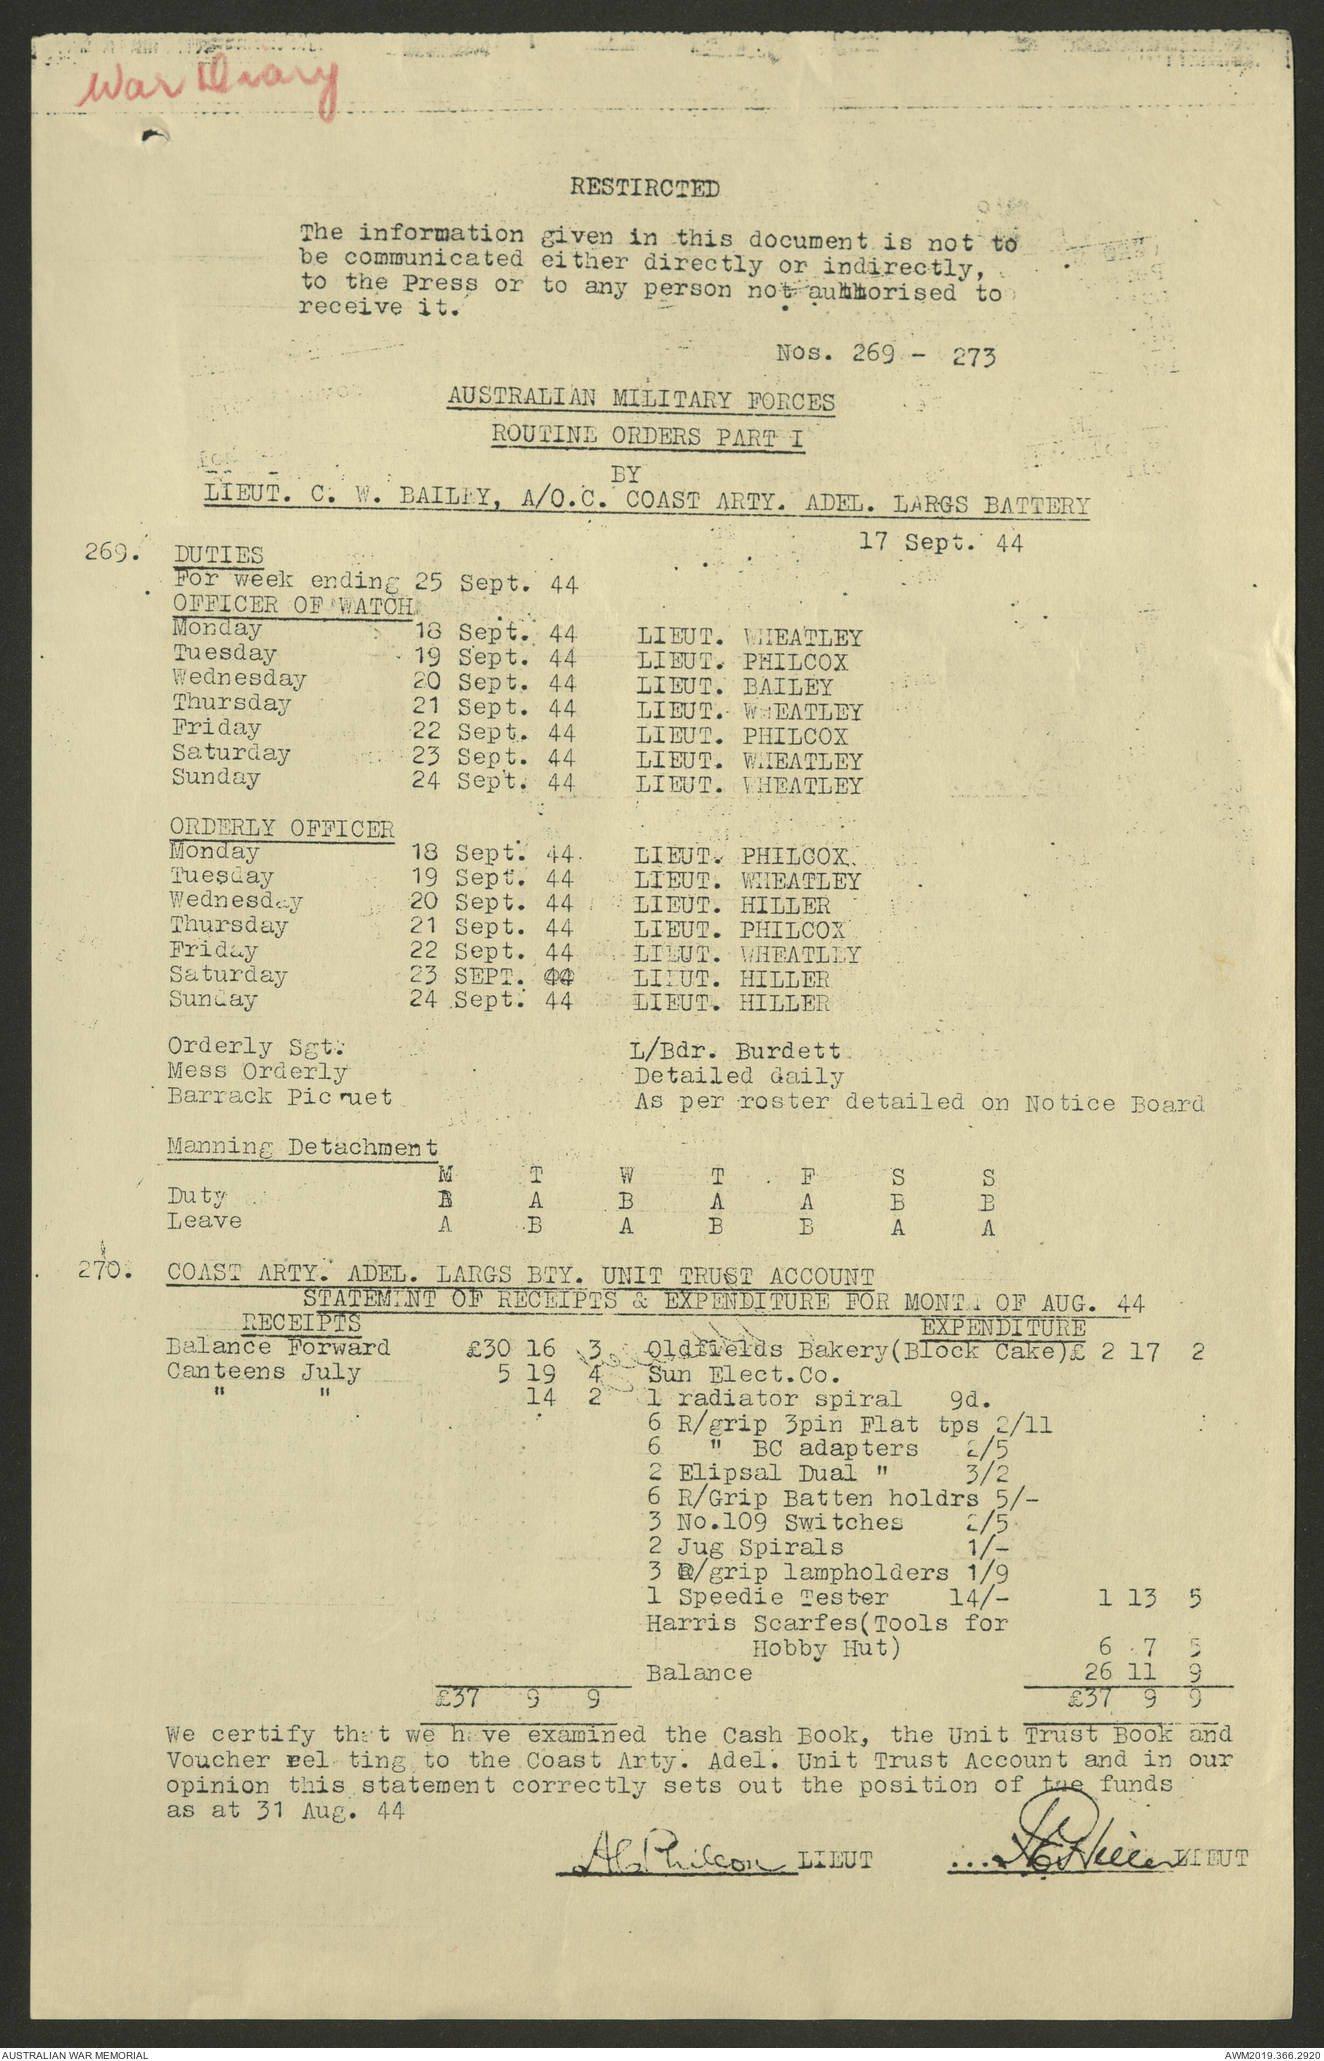 War Diary
RESTIRCTED
The information given in this document is not to
be communicated either directly or indirectly,
to the Press or to any person not authorised to
receive it.
Nos. 269 - 273
AUSTRALIAN MILITARY FORCES
ROUTINE ORDERS PART I
BY
LIEUT. C. W. BAILEY, A/O.C. COAST ARTY. ADEL. LARGS BATTERY
17 Sept. 44
269. DUTIES
For week ending 25 Sept. 44
OFFICER OF WATCH
Monday 18 Sept. 44 LIEUT. WHEATLEY
Tuesday 19 Sept. 44 LIEUT. PHILCOX
Wednesday 20 Sept. 44 LIEUT. BAILEY
Thursday 21 Sept. 44 LIEUT. WHEATLEY
Friday 22 Sept. 44 LIEUT. PHILCOX
Saturday 23 Sept. 44 LIEUT. WHEATLEY
Sunday 24 Sept. 44 LIEUT. WHEATLEY
ORDERLY OFFICER
Monday 18 Sept. 44 LIEUT. PHILCOX
Tuesday 19 Sept. 44 LIEUT. WHEATLEY
Wednesday 20 Sept. 44 LIEUT. HILLER
Thursday 21 Sept. 44 LIEUT. PHILCOX
Friday 22 Sept. 44 LIEUT. WHEATLEY
Saturday 23 SEPT. 44 LIEUT. HILLER
Sunday 24 Sept. 44 LIEUT. HILLER
Orderly Sgt. L/Bdr. Burdett
Mess Orderly Detailed daily
Barrack Picquet As per roster detailed on Notice Board
Manning Detachment
M T W T F S S
Duty B A B A A B B
Leave A B A B B A A
270. COAST ARTY. ADEL. LARGS BTY. UNIT TRUST ACCOUNT
STATEMENT OF RECEIPTS & EXPENDITURE FOR MONTH OF AUG. 44
RECEIPTS EXPENDITURE
Balance Forward £30 16 3 Oldfields Bakery(Block Cake)£ 2 17 2
Canteens July 5 19 4 Sun Elect.Co.
" " 14 2 1 radiator spiral 9d.
6 R/grip 3pin Flat tps 2/11
6 " BC adapters 2/5
2 Elipsal Dual " 3/2
6 R/Grip Batten holdrs 5/-
3 No.109 Switches 2/5
2 Jug Spirals 1/-
3 R/grip lampholders 1/9
1 Speedie Tester 14/- 1 13 5
Harris Scarfes(Tools for
Hobby Hut) 6 7 5
Balance 26 11 9
£37 9 9 £37 9 9
We certify that we have examined the Cash Book, the Unit Trust Book and
Voucher relating to the Coast Arty. Adel. Unit Trust Account and in our
opinion this statement correctly sets out the position of the funds
as at 31 Aug. 44
AC Philcox LIEUT ... Hiller LIEUT
AUSTRALIAN WAR MEMORIAL AWM2019.366.2920